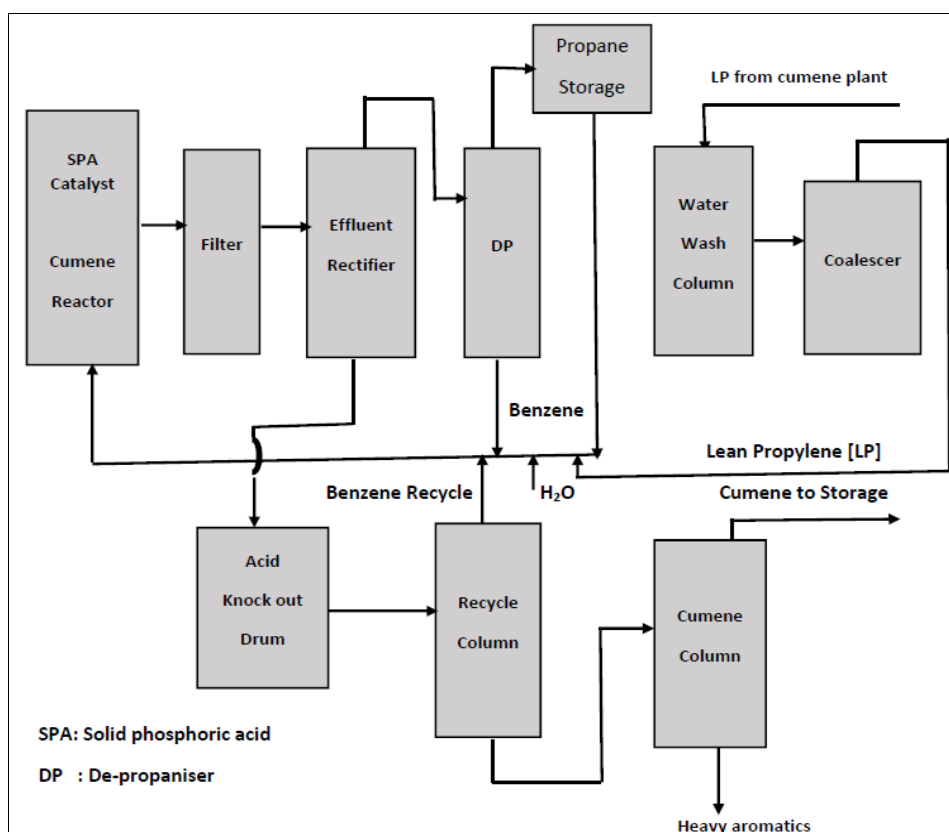 Propane
Storage
LP from cumene plant
SPA
Catalyst
Cumene
Reactor
Filter
Effluent
Rectifier
DP
Water
Wash
Column
Coalescer
Benzene
Lean Propylene [LP]
Benzene Recycle
H₂O
Cumene to Storage
Acid
Knock out
Drum
Recycle
Column
Cumene
Column
SPA: Solid phosphoric acid
DP : De-propaniser
Heavy aromatics